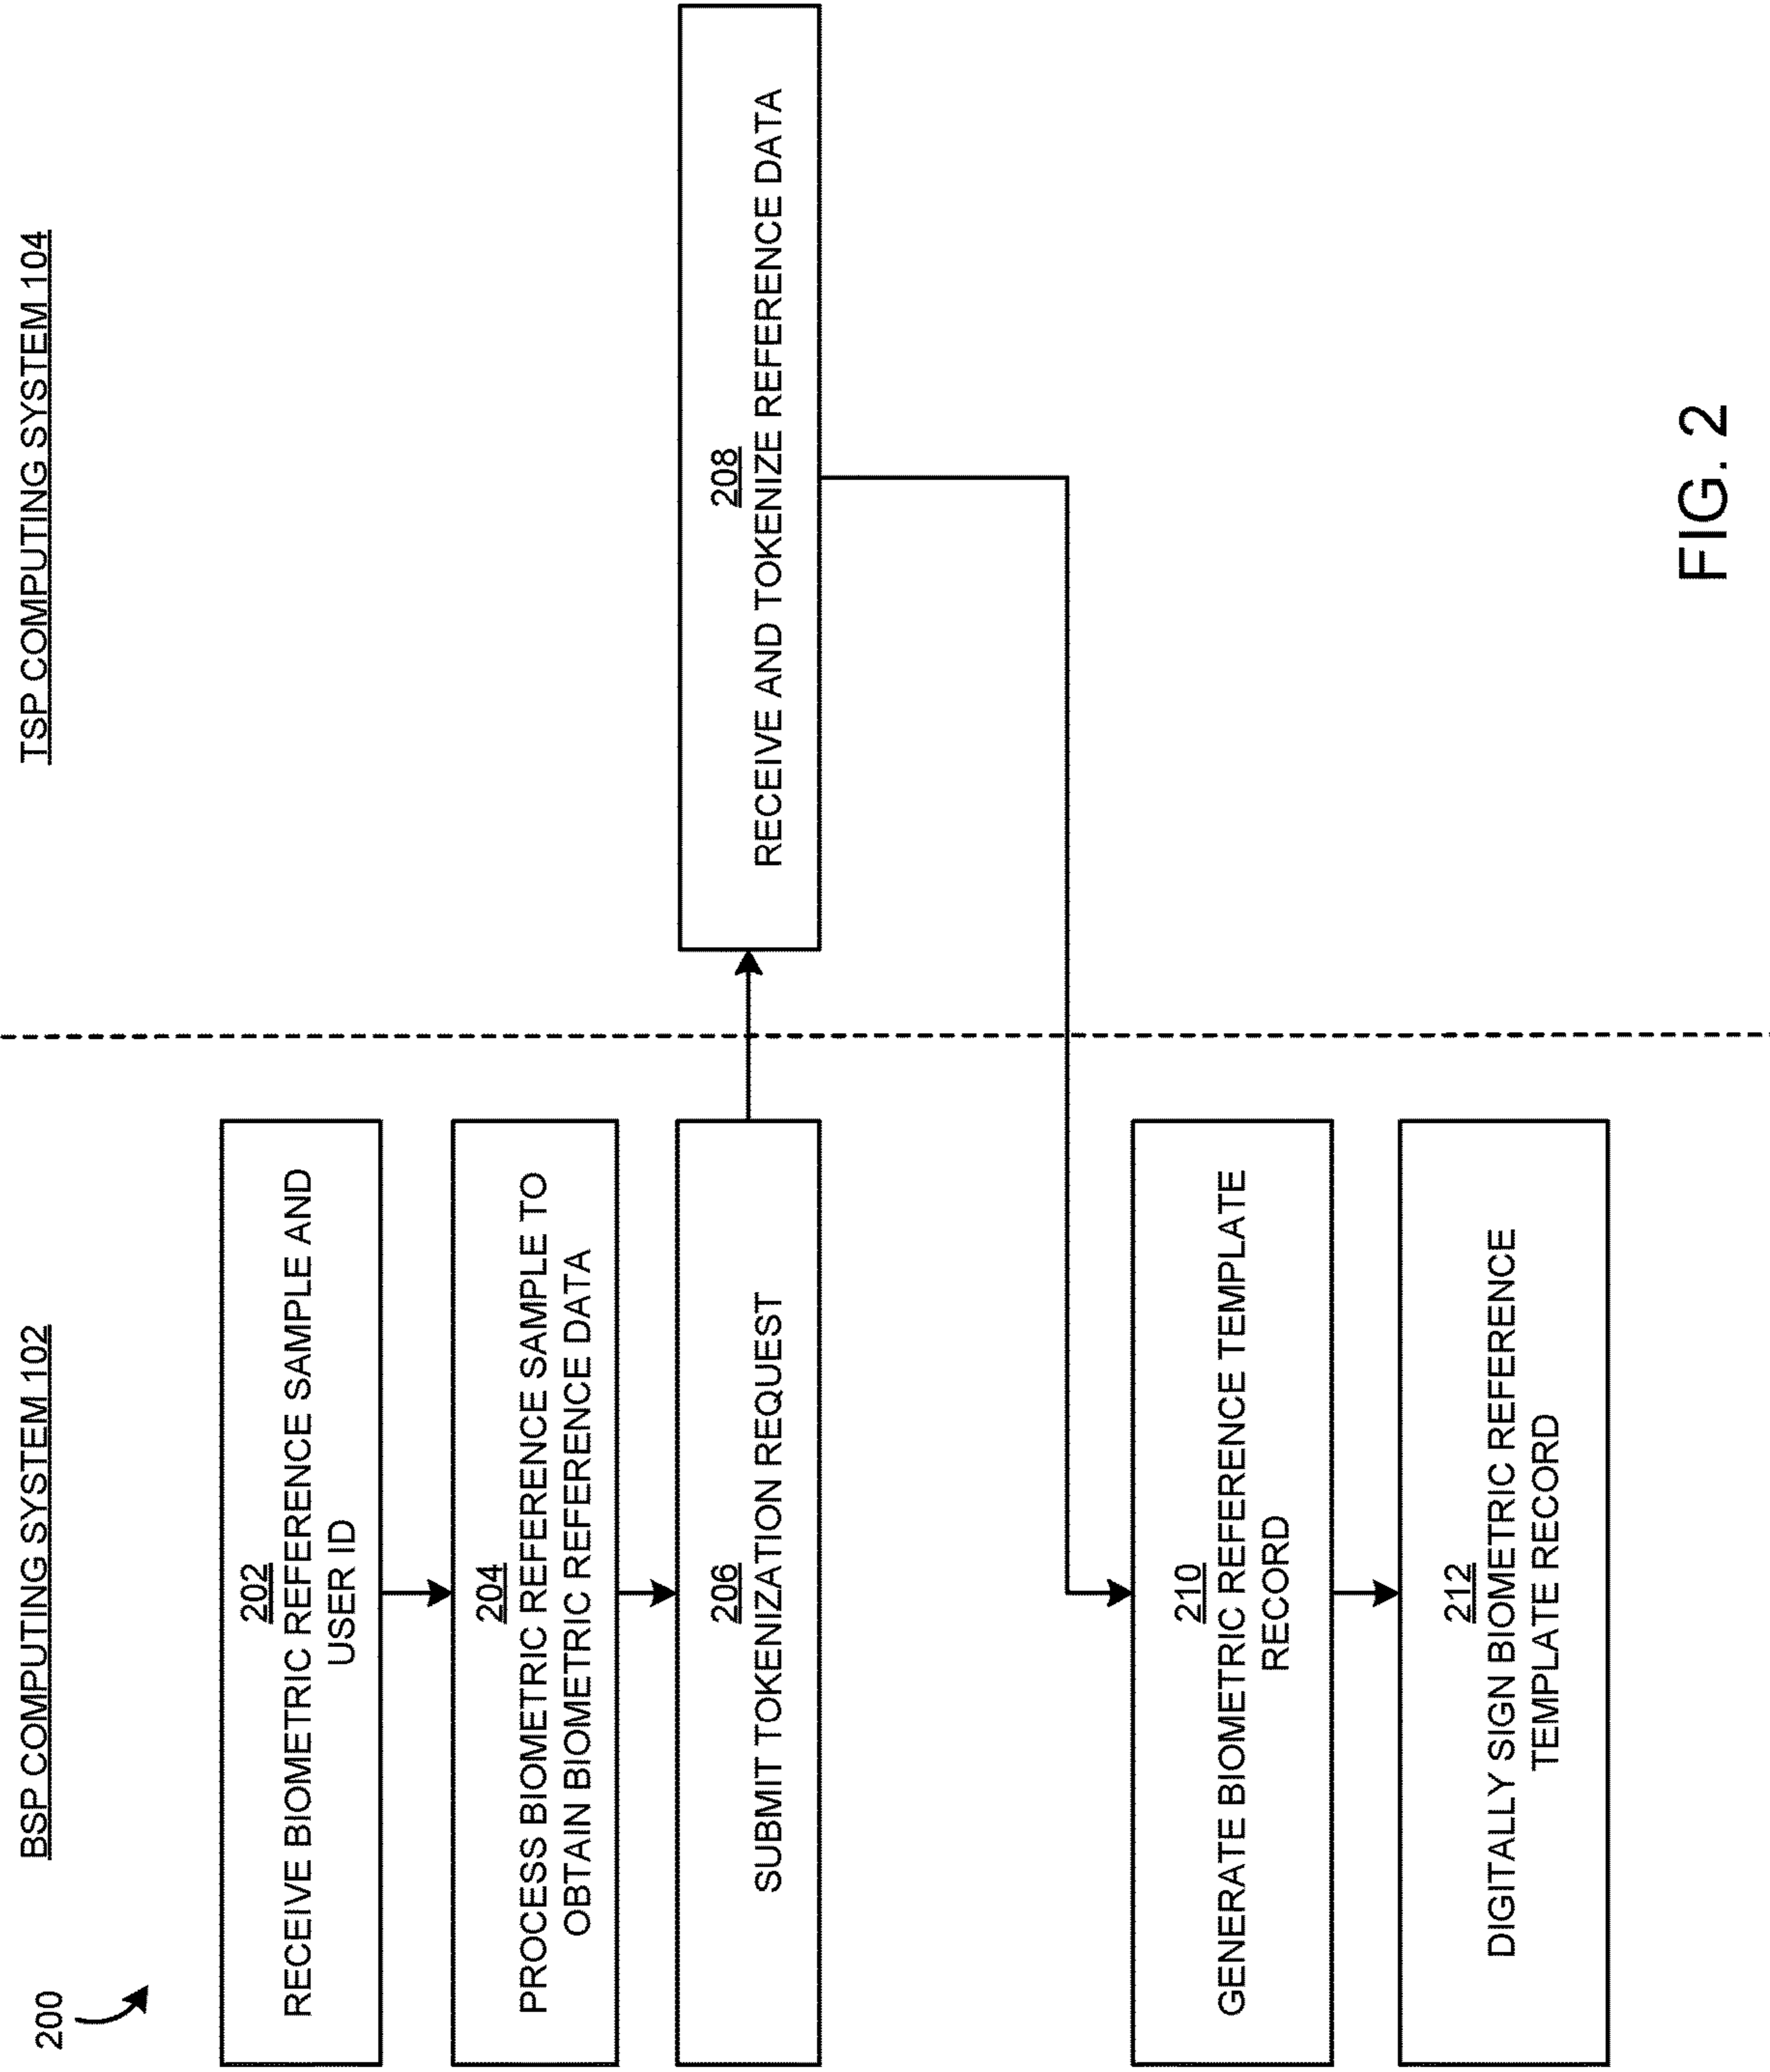 200
BSP COMPUTING SYSTEM 102
TSP COMPUTING SYSTEM 104
202
RECEIVE BIOMETRIC REFERENCE SAMPLE AND
USER ID
204
PROCESS BIOMETRIC REFERENCE SAMPLE TO
OBTAIN BIOMETRIC REFERENCE DATA
206
SUBMIT TOKENIZATION REQUEST
208
RECEIVE AND TOKENIZE REFERENCE DATA
210
GENERATE BIOMETRIC REFERENCE TEMPLATE
RECORD
212
DIGITALLY SIGN BIOMETRIC REFERENCE
TEMPLATE RECORD
FIG. 2